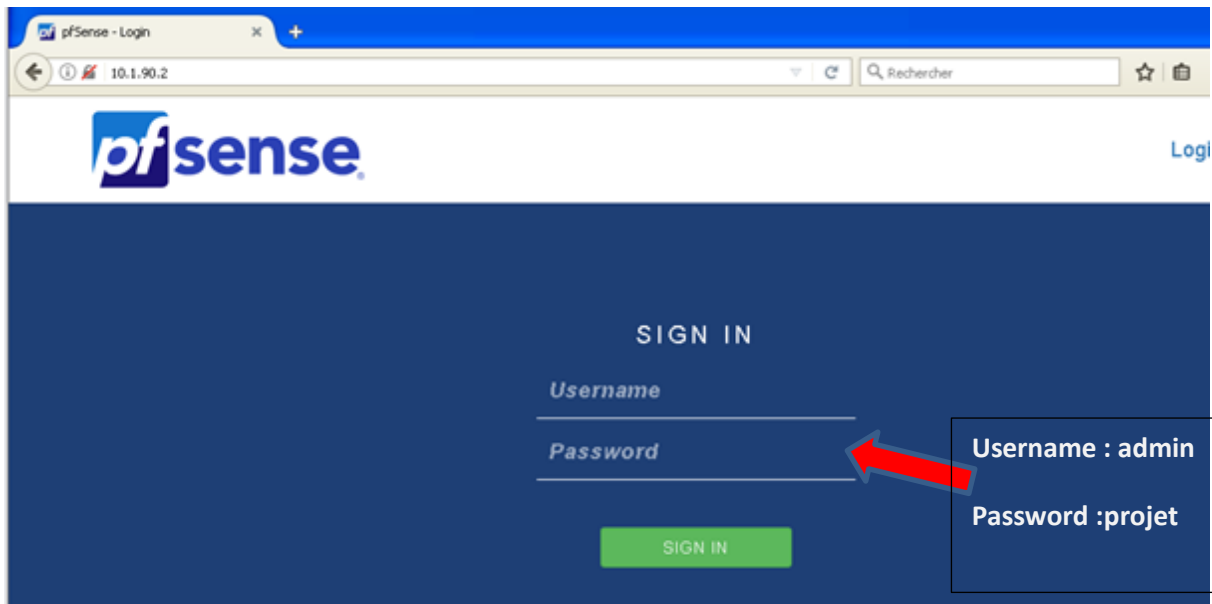 pfSense - Login
10.1.90.2
Rechercher
pfsense
Logi
SIGN IN
Username
Password
Username : admin
Password :projet
SIGN IN